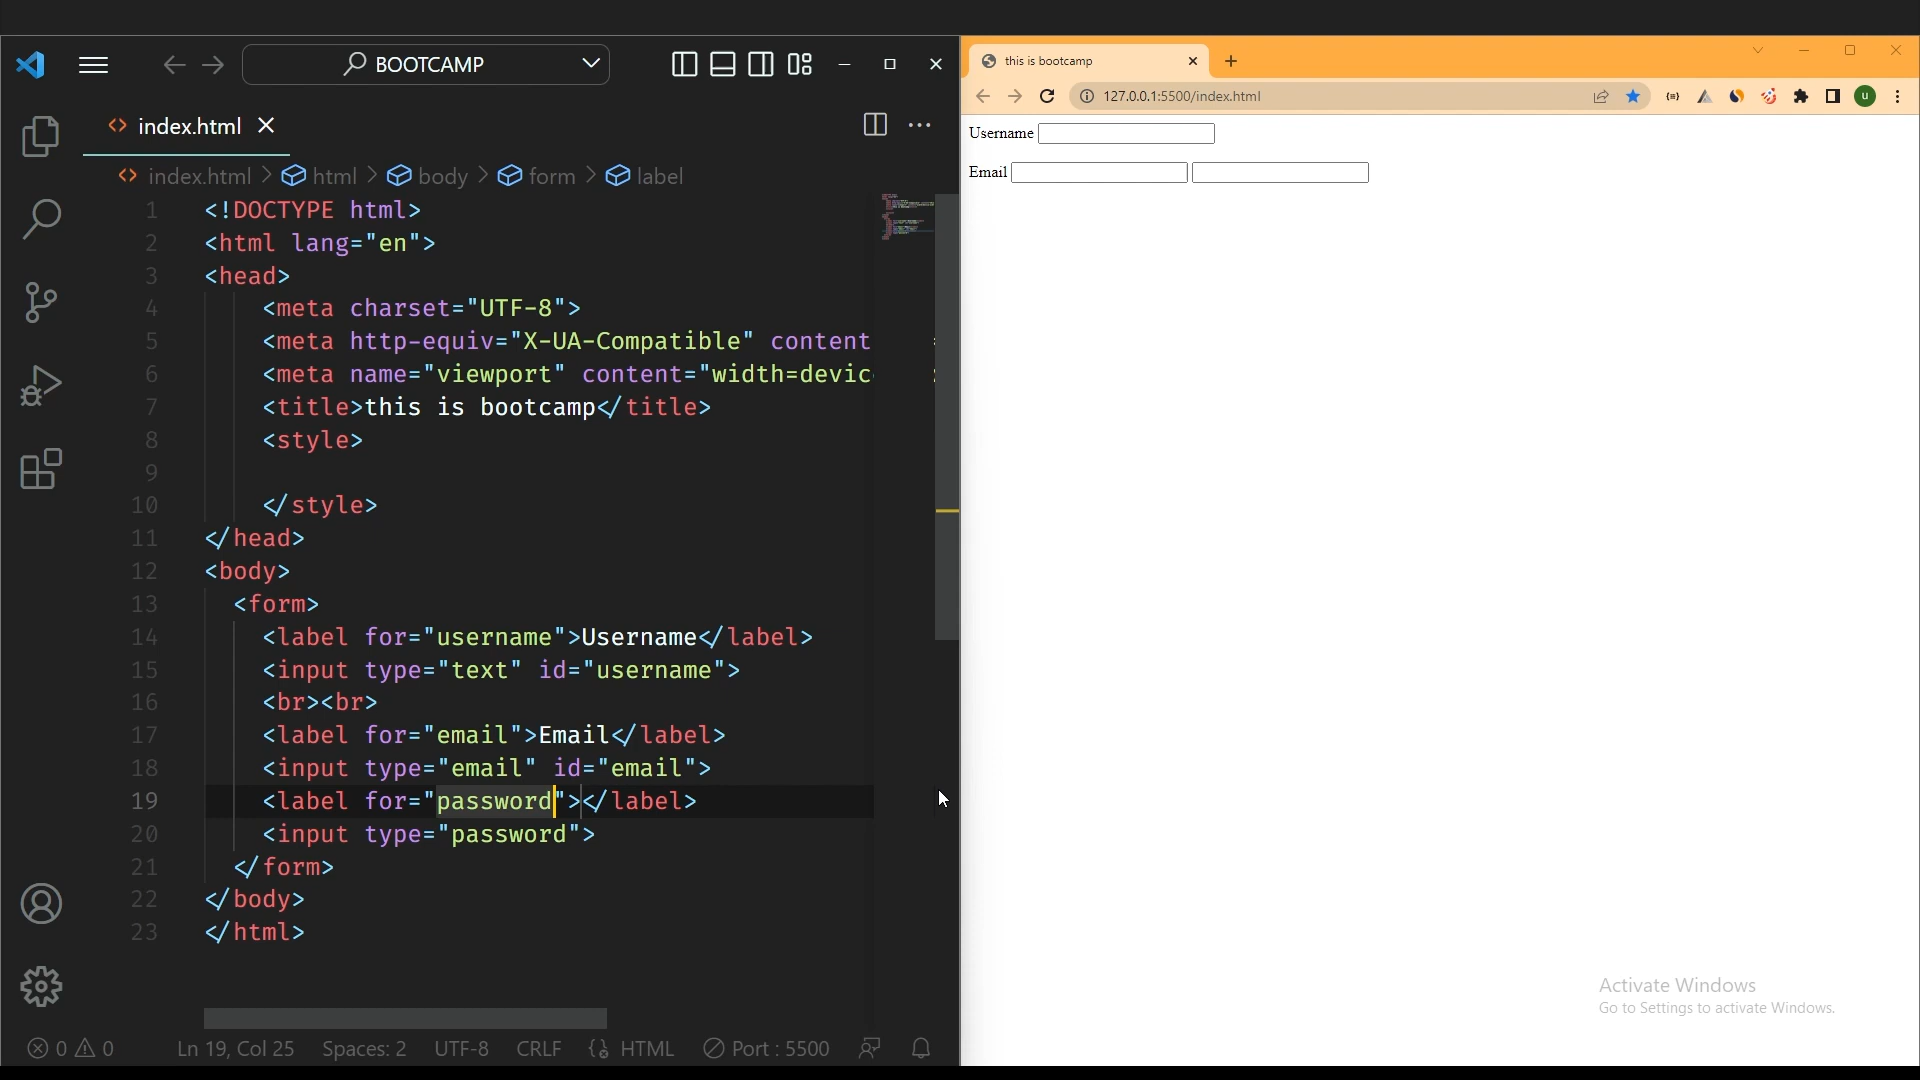 BOOTCAMP
index.html
index.html > html > body > form > label
1 <!DOCTYPE html>
2 <html lang="en">
3 <head>
4 <meta charset="UTF-8">
5 <meta http-equiv="X-UA-Compatible" content
6 <meta name="viewport" content="width=devic
7 <title>this is bootcamp</title>
8 <style>
9
10 </style>
11 </head>
12 <body>
13 <form>
14 <label for="username">Username</label>
15 <input type="text" id="username">
16 <br><br>
17 <label for="email">Email</label>
18 <input type="email" id="email">
19 <label for="password"></label>
20 <input type="password">
21 </form>
22 </body>
23 </html>
0 0 Ln 19, Col 25 Spaces: 2 UTF-8 CRLF HTML Port : 5500
this is bootcamp
127.0.0.1:5500/index.html
U
Username
Email
Activate Windows
Go to Settings to activate Windows.